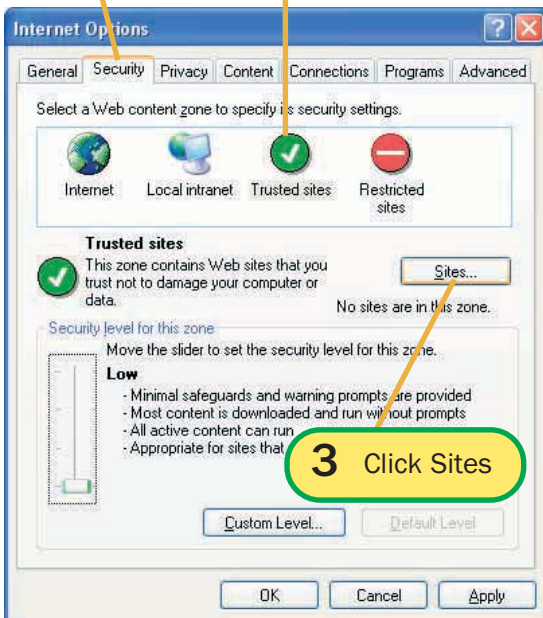 Internet Options
General Security Privacy Content Connections Programs Advanced
Select a Web content zone to specify its security settings.
Internet Local intranet Trusted sites Restricted sites
Trusted sites
This zone contains Web sites that you
trust not to damage your computer or
data.
Sites...
No sites are in this zone.
Security level for this zone
Move the slider to set the security level for this zone.
Low
- Minimal safeguards and warning prompts are provided
- Most content is downloaded and run without prompts
- All active content can run
- Appropriate for sites that
3 Click Sites
Custom Level... Default Level
OK Cancel Apply